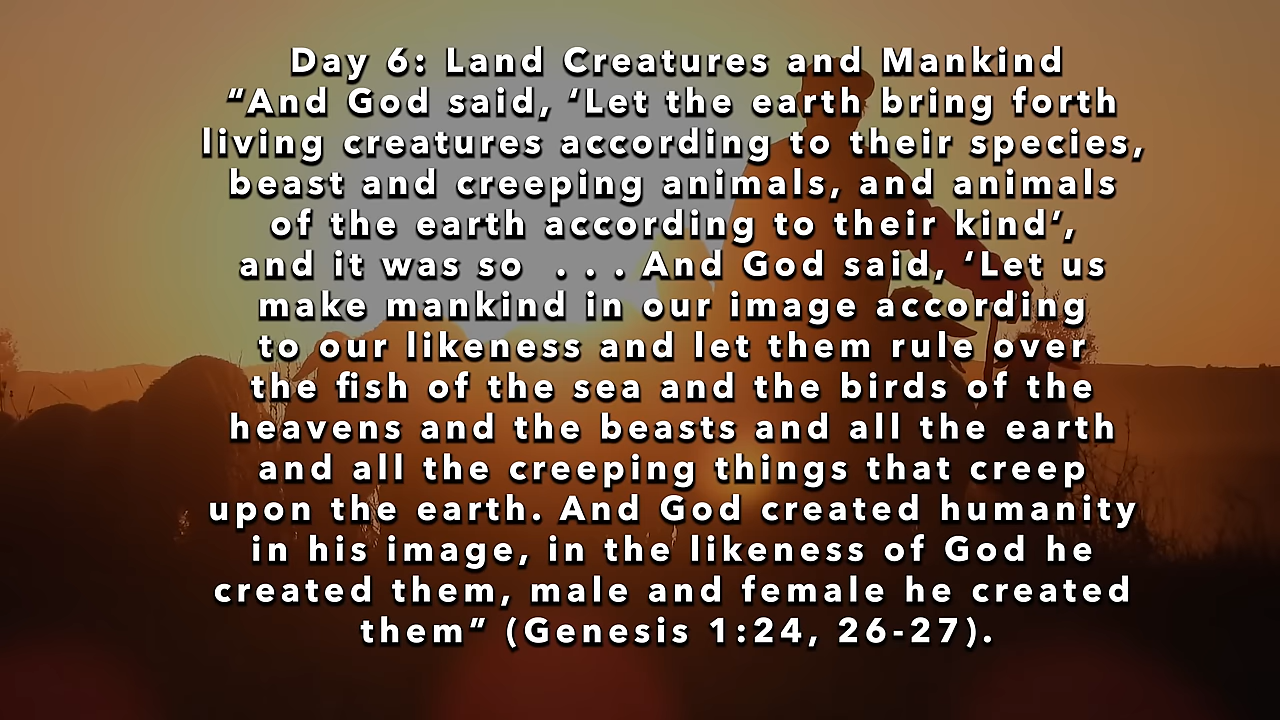 Day 6: Land Creatures and Mankind
“And God said, ‘Let the earth bring forth
living creatures according to their species,
beast and creeping animals, and animals
of the earth according to their kind’,
and it was so  . . . And God said, ‘Let us
make mankind in our image according
to our likeness and let them rule over
the fish of the sea and the birds of the
heavens and the beasts and all the earth
and all the creeping things that creep
upon the earth. And God created humanity
in his image, in the likeness of God he
created them, male and female he created
them” (Genesis 1:24, 26-27).